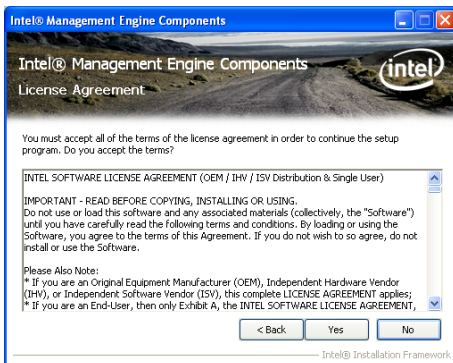 Intel® Management Engine Components
Intel® Management Engine Components
intel
License Agreement
You must accept all of the terms of the license agreement in order to continue the setup
program. Do you accept the terms?
INTEL SOFTWARE LICENSE AGREEMENT (OEM / IHV / ISV Distribution & Single User)
IMPORTANT - READ BEFORE COPYING, INSTALLING OR USING.
Do not use or load this software and any associated materials (collectively, the "Software")
until you have carefully read the following terms and conditions. By loading or using the
Software, you agree to the terms of this Agreement. If you do not wish to so agree, do not
install or use the Software.
Please Also Note:
* If you are an Original Equipment Manufacturer (OEM), Independent Hardware Vendor
(IHV), or Independent Software Vendor (ISV), this complete LICENSE AGREEMENT applies;
* If you are an End-User, then only Exhibit A, the INTEL SOFTWARE LICENSE AGREEMENT,
< Back
Yes
No
Intel® Installation Framework